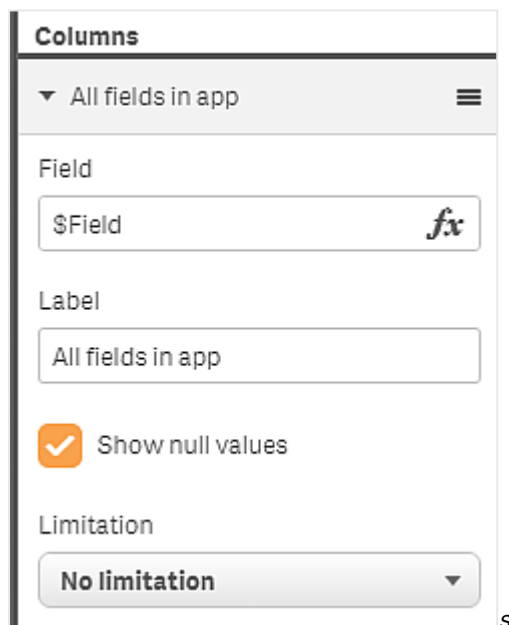 Columns
All fields in app
Field
$Field fx
Label
All fields in app
Show null values
Limitation
No limitation
s